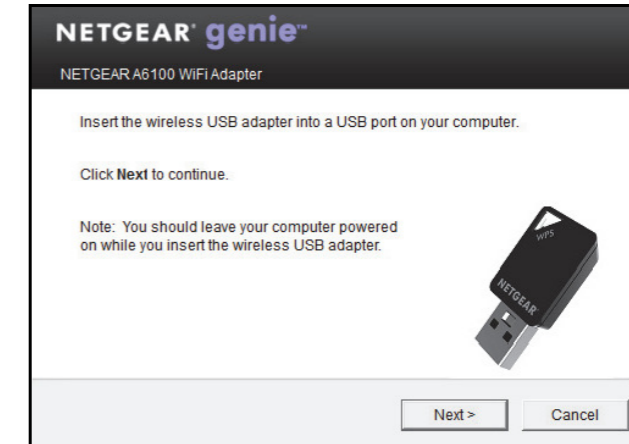 NETGEAR® genie™
NETGEAR A6100 WiFi Adapter
Insert the wireless USB adapter into a USB port on your computer.
Click Next to continue.
Note: You should leave your computer powered
on while you insert the wireless USB adapter.
WPS
NETGEAR
Next >
Cancel